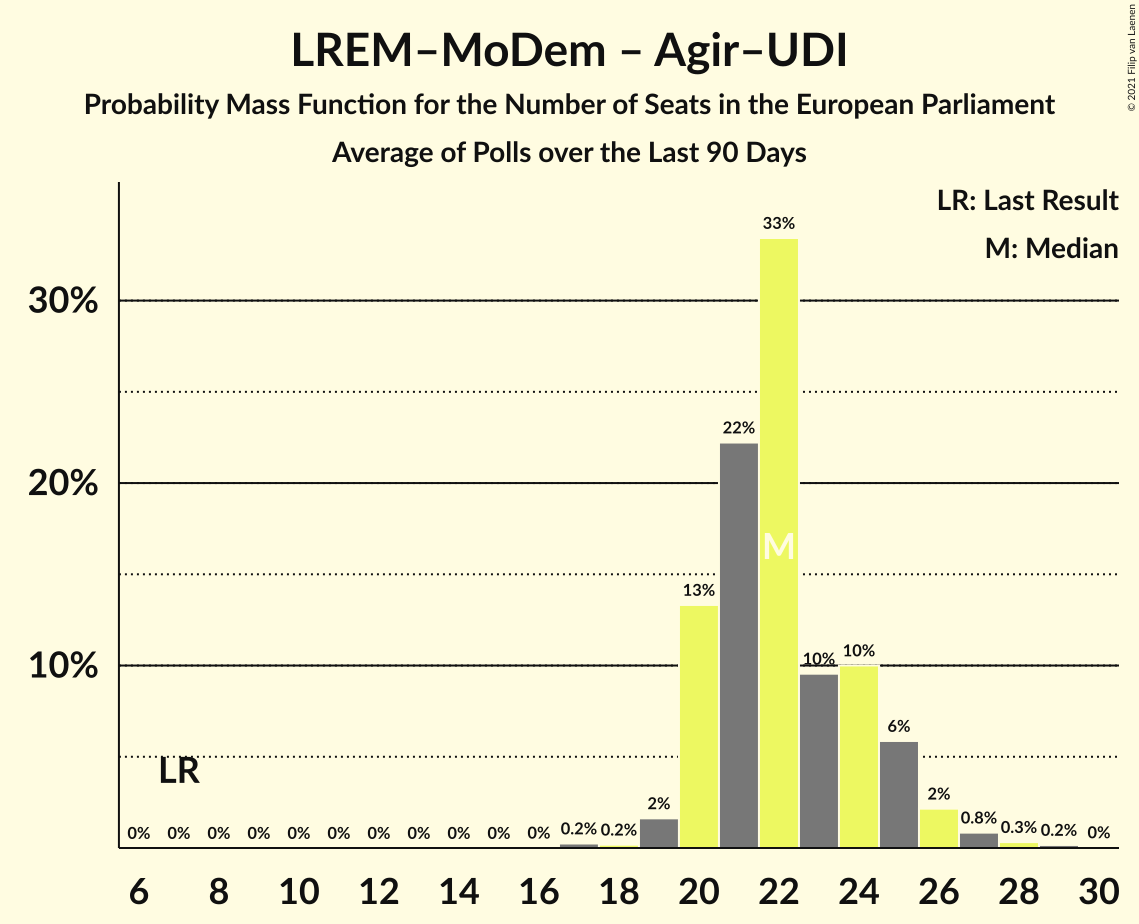 LREM–MoDem – Agir–UDI
Probability Mass Function for the Number of Seats in the European Parliament
Average of Polls over the Last 90 Days
© 2021 Filip van Laenen
LR: Last Result
M: Median
33%
30%
22%
20%
M
13%
10%
10%
10%
6%
LR
2%
2%
0% 0% 0% 0% 0% 0% 0% 0% 0% 0% 0% 0.2% 0.2% 0.8% 0.3% 0.2% 0%
6 8 10 12 14 16 18 20 22 24 26 28 30